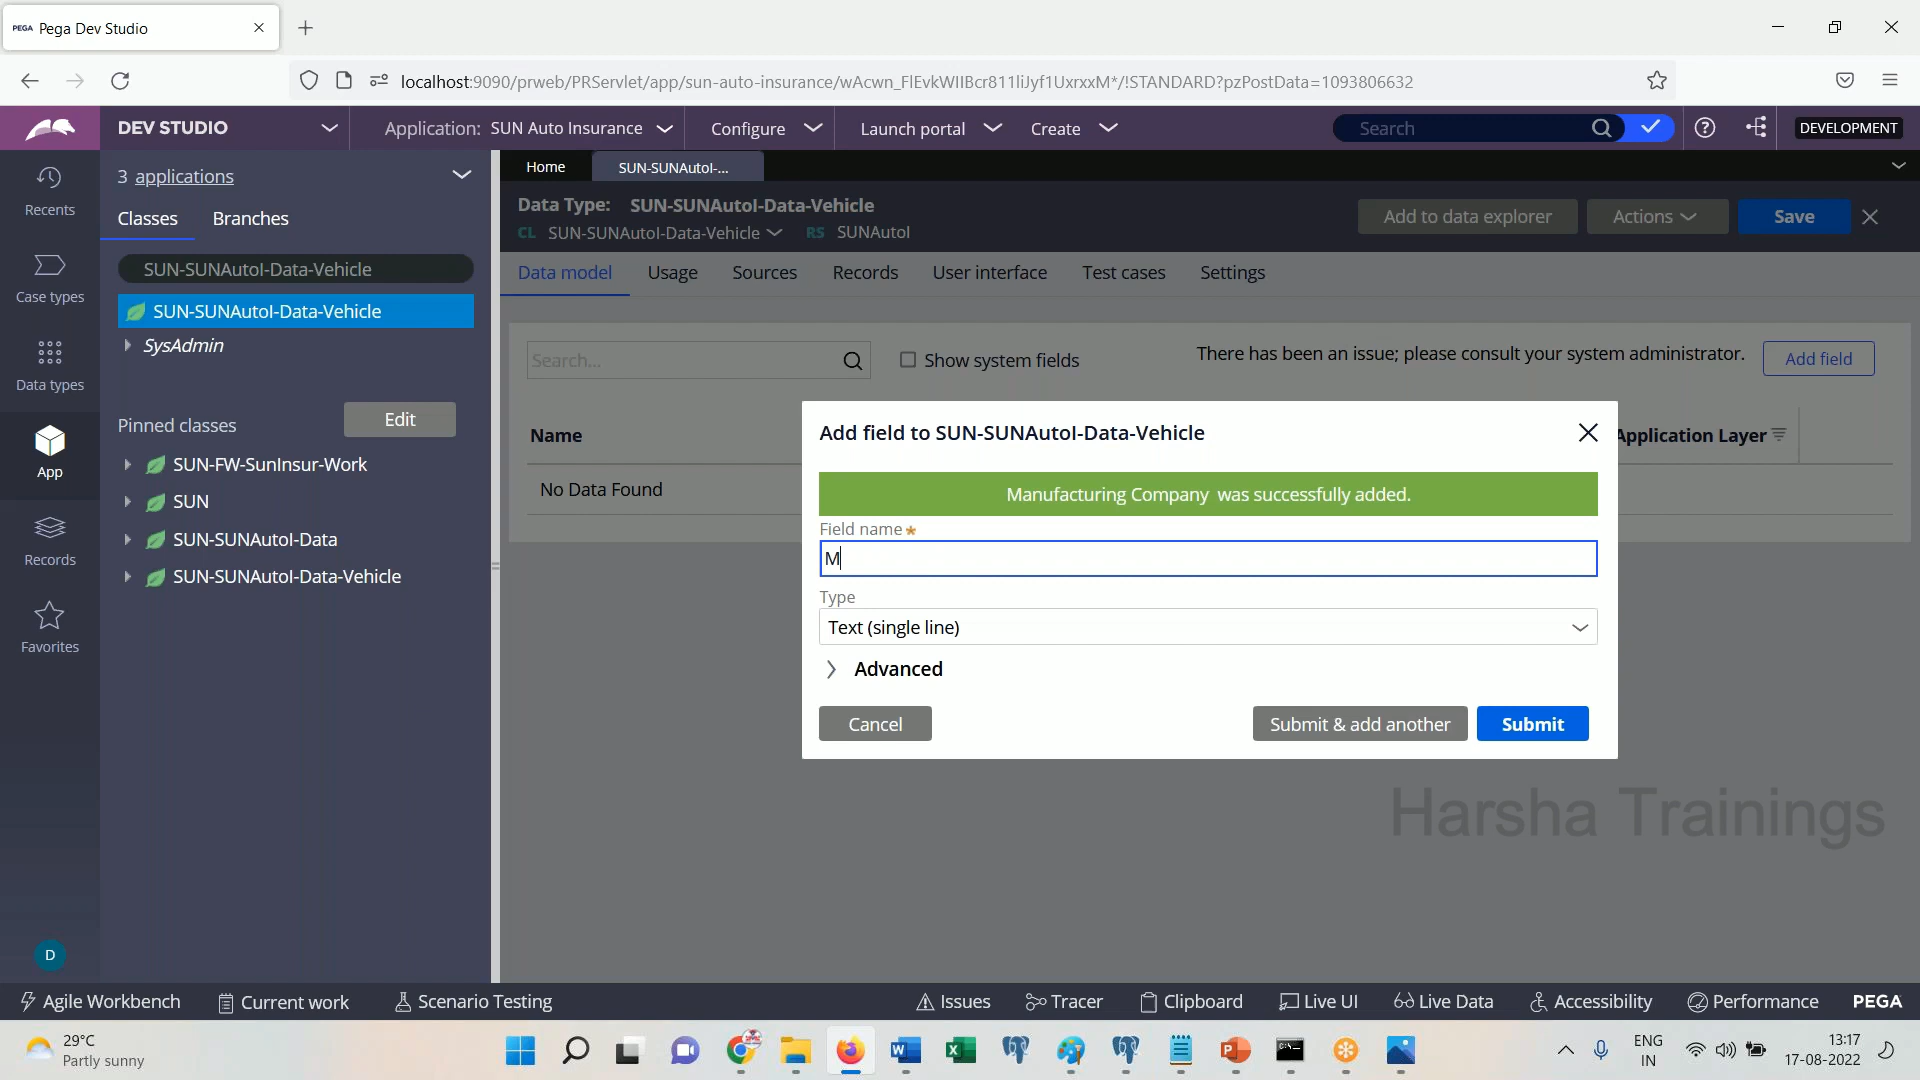 PEGA Pega Dev Studio
localhost:9090/prweb/PRServlet/app/sun-auto-insurance/wAcwn_FlEvkWIIBcr811liJyf1UxrxxM*/!STANDARD?pzPostData=1093806632
DEV STUDIO
Application: SUN Auto Insurance
Configure
Launch portal
Create
Search
DEVELOPMENT
Recents
Case types
Data types
App
Records
Favorites
D
3 applications
Classes
Branches
SUN-SUNAutoI-Data-Vehicle
SUN-SUNAutoI-Data-Vehicle
SysAdmin
Pinned classes
Edit
SUN-FW-SunInsur-Work
SUN
SUN-SUNAutoI-Data
SUN-SUNAutoI-Data-Vehicle
Home
SUN-SUNAutoI-...
Data Type: SUN-SUNAutoI-Data-Vehicle
CL SUN-SUNAutoI-Data-Vehicle RS SUNAutoI
Add to data explorer
Actions
Save
Data model
Usage
Sources
Records
User interface
Test cases
Settings
Search...
Show system fields
There has been an issue; please consult your system administrator.
Add field
Name
Application Layer
No Data Found
Add field to SUN-SUNAutoI-Data-Vehicle
Manufacturing Company was successfully added.
Field name *
M
Type
Text (single line)
Advanced
Cancel
Submit & add another
Submit
Harsha Trainings
Agile Workbench
Current work
Scenario Testing
Issues
Tracer
Clipboard
Live UI
Live Data
Accessibility
Performance
PEGA
29°C
Partly sunny
ENG
IN
13:17
17-08-2022